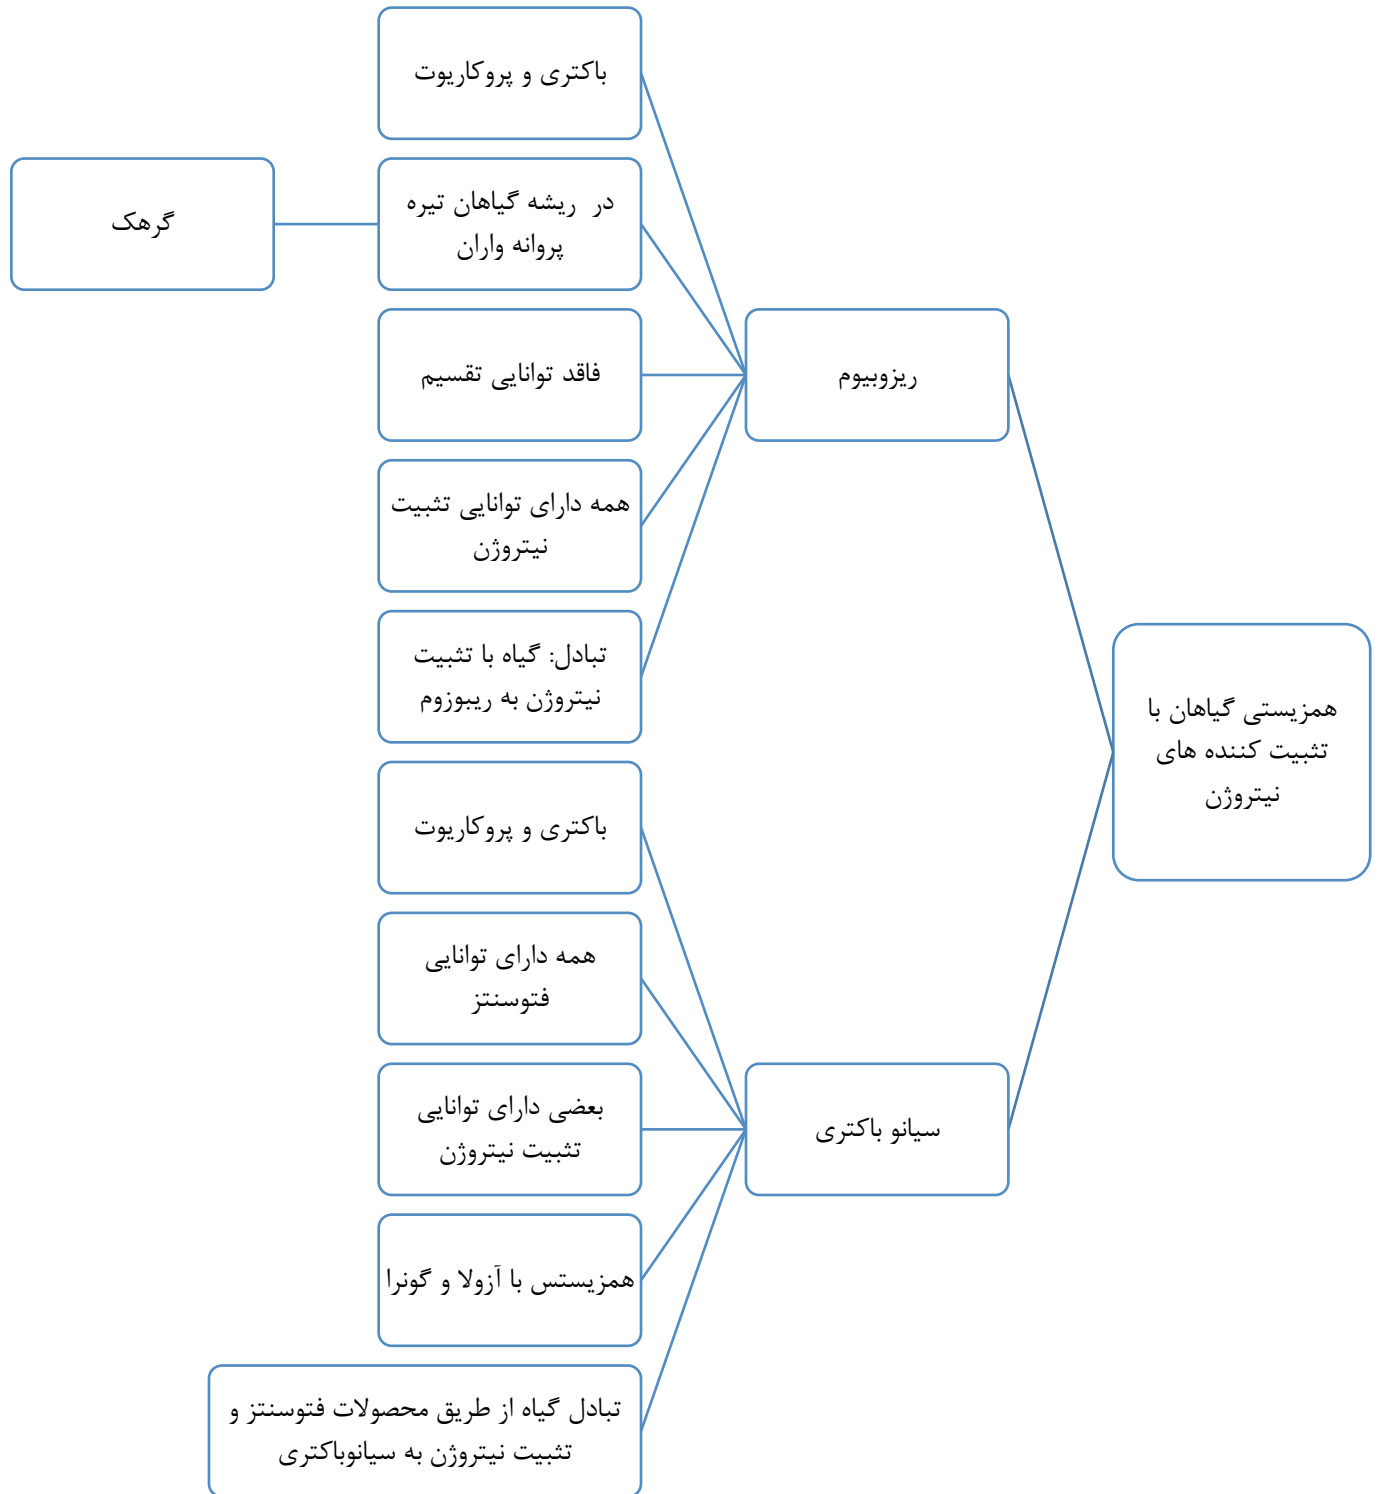 همزیستی گیاهان با
تثبیت کننده های
نیتروژن
ریزوبیوم
باکتری و پروکاریوت
در ریشه گیاهان تیره
پروانه واران
گرهک
فاقد توانایی تقسیم
همه دارای توانایی تثبیت
نیتروژن
تبادل: گیاه با تثبیت
نیتروژن به ریبوزوم
سیانو باکتری
باکتری و پروکاریوت
همه دارای توانایی
فتوسنتز
بعضی دارای توانایی
تثبیت نیتروژن
همزیستس با آزولا و گونرا
تبادل گیاه از طریق محصولات فتوسنتز و
تثبیت نیتروژن به سیانوباکتری